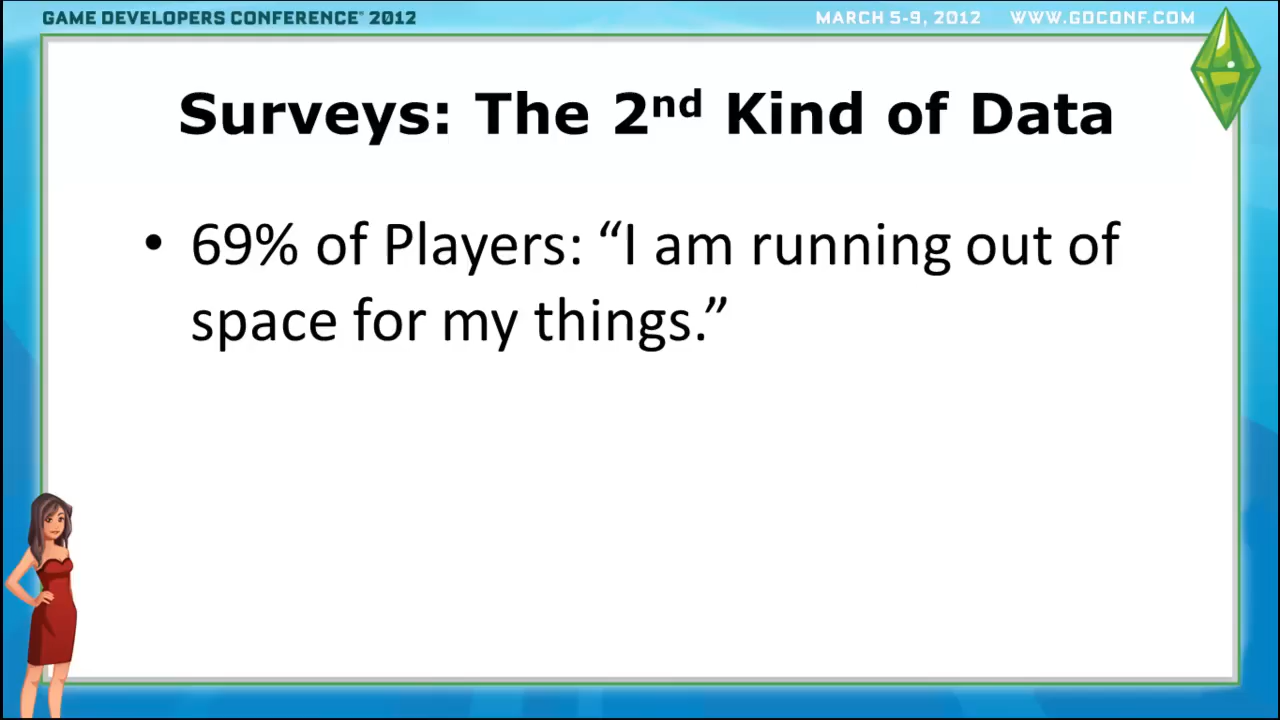 GAME DEVELOPERS CONFERENCE® 2012
MARCH 5-9, 2012 WWW.GDCONF.COM
Surveys: The 2nd Kind of Data
• 69% of Players: “I am running out of
space for my things.”